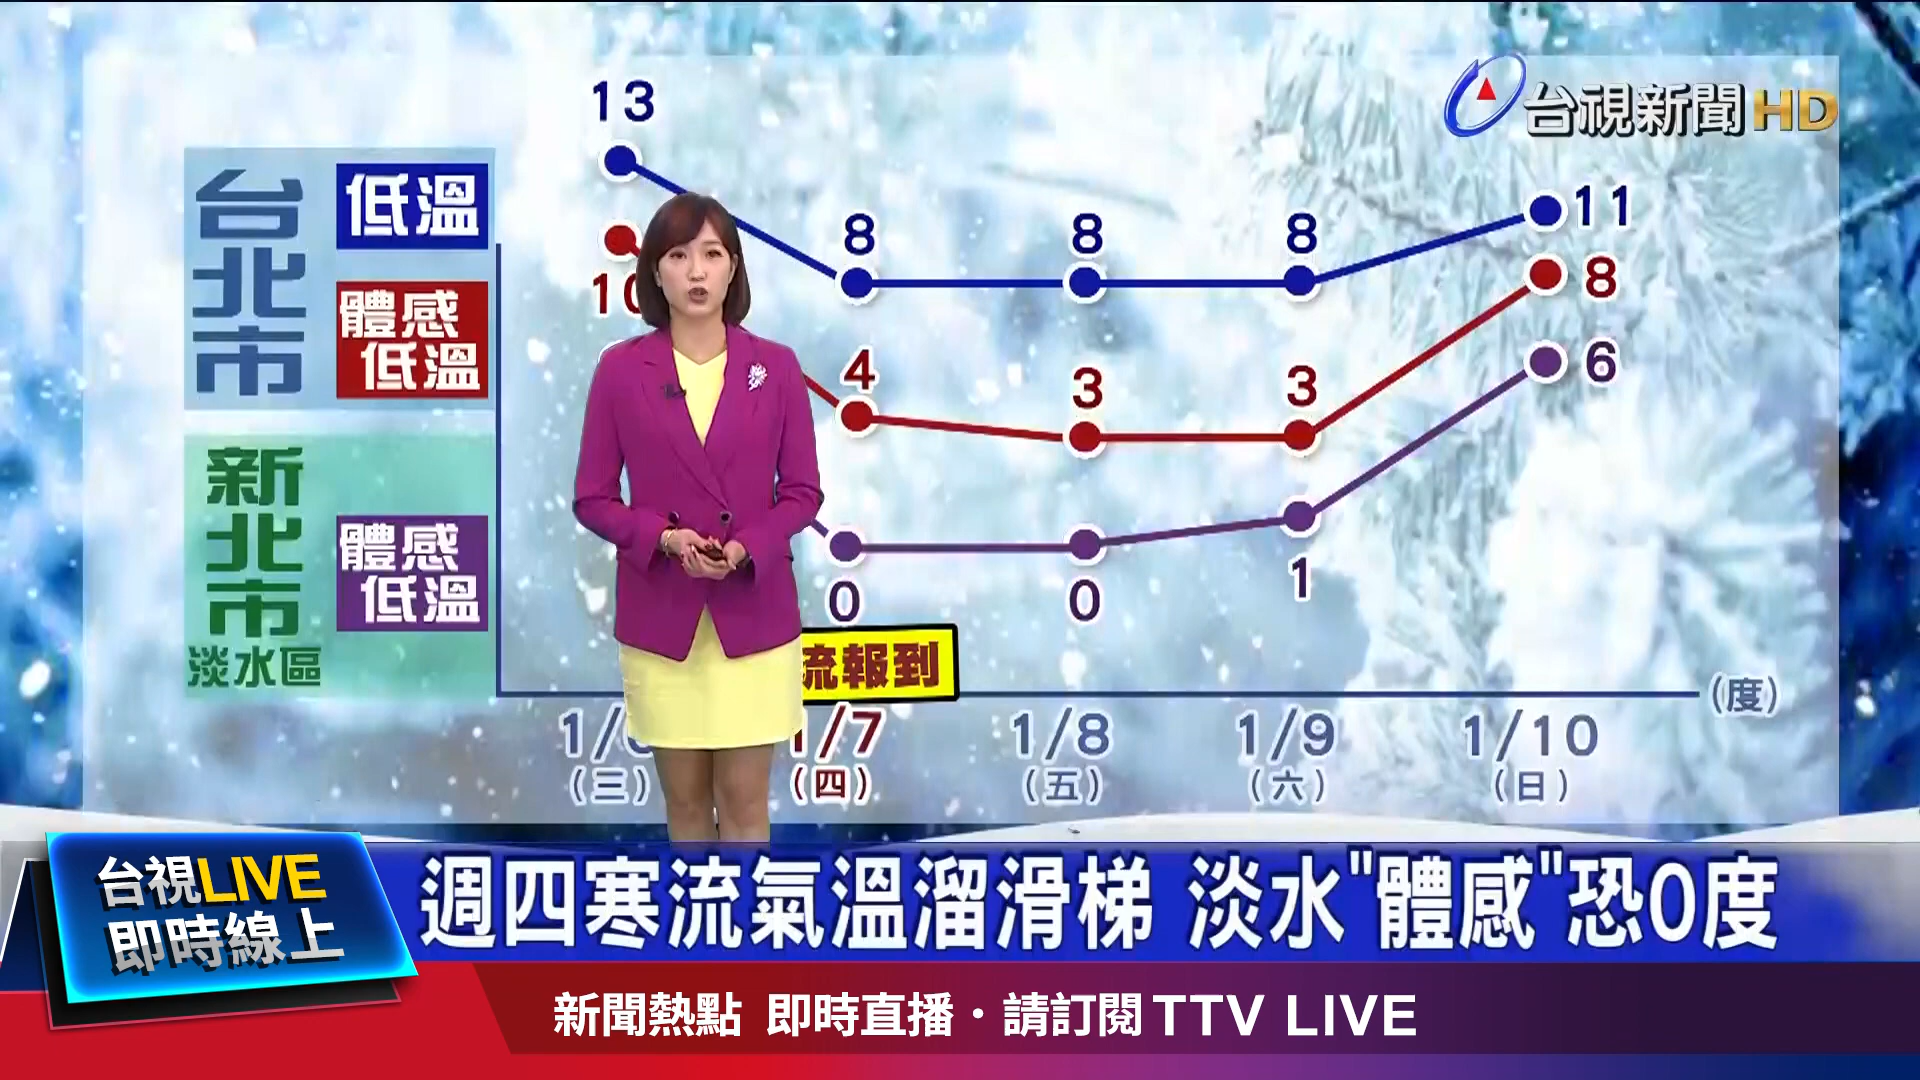 台視新聞HD
台北市
低溫
體感
低溫
新北市
淡水區
體感
低溫
13
8
8
8
11
10
4
3
3
8
0
0
1
6
流報到
(度)
1/7
1/8
1/9
1/10
(三)
(四)
(五)
(六)
(日)
台視LIVE
即時線上
週四寒流氣溫溜滑梯 淡水"體感"恐0度
新聞熱點 即時直播・請訂閱TTV LIVE